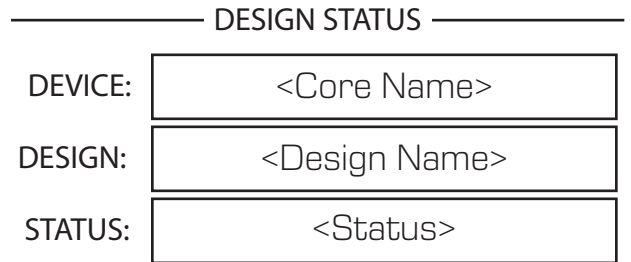 DESIGN STATUS
DEVICE: <Core Name>
DESIGN: <Design Name>
STATUS: <Status>